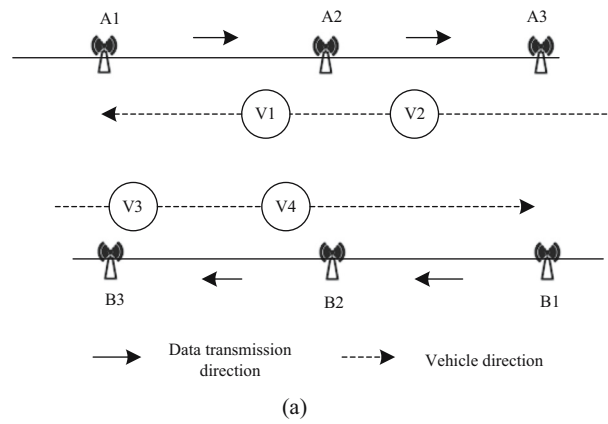 A1 A2 A3
V1 V2
V3 V4
B3 B2 B1
Data transmission direction
Vehicle direction
(a)